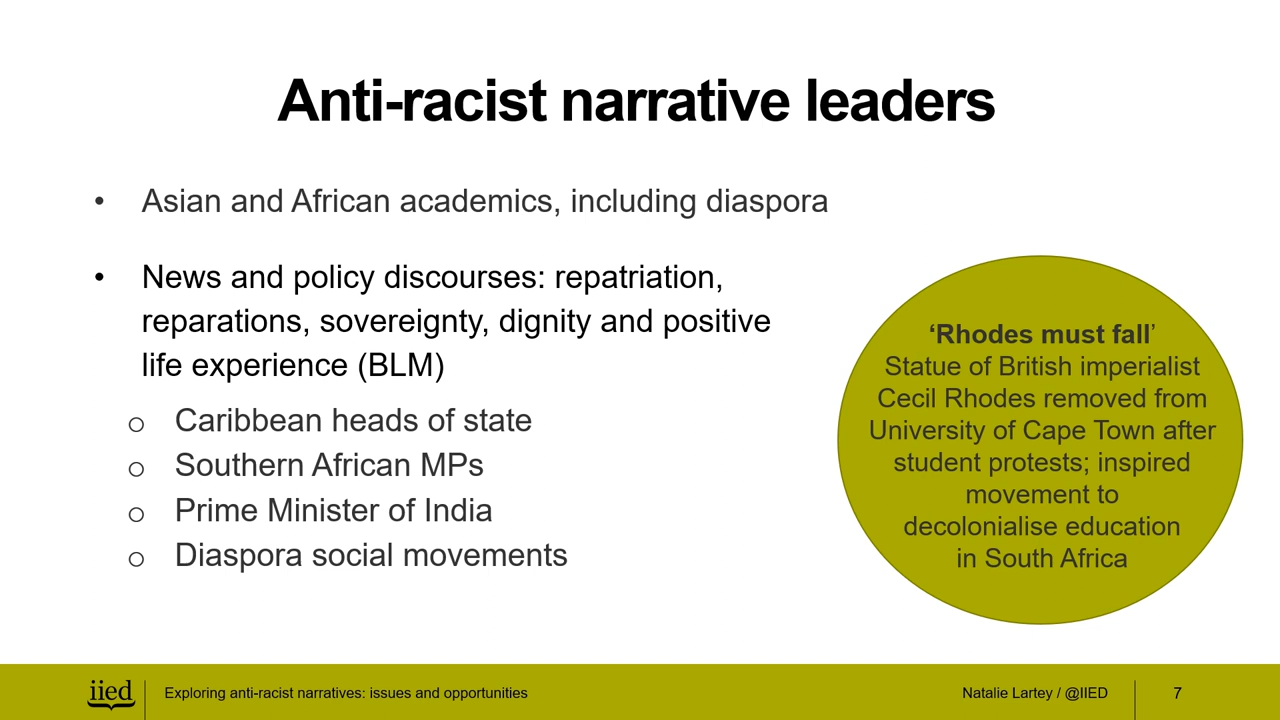 Anti-racist narrative leaders
• Asian and African academics, including diaspora
• News and policy discourses: repatriation,
reparations, sovereignty, dignity and positive
life experience (BLM)
o Caribbean heads of state
o Southern African MPs
o Prime Minister of India
o Diaspora social movements
‘Rhodes must fall’
Statue of British imperialist
Cecil Rhodes removed from
University of Cape Town after
student protests; inspired
movement to
decolonialise education
in South Africa
iied
Exploring anti-racist narratives: issues and opportunities
Natalie Lartey / @IIED
7